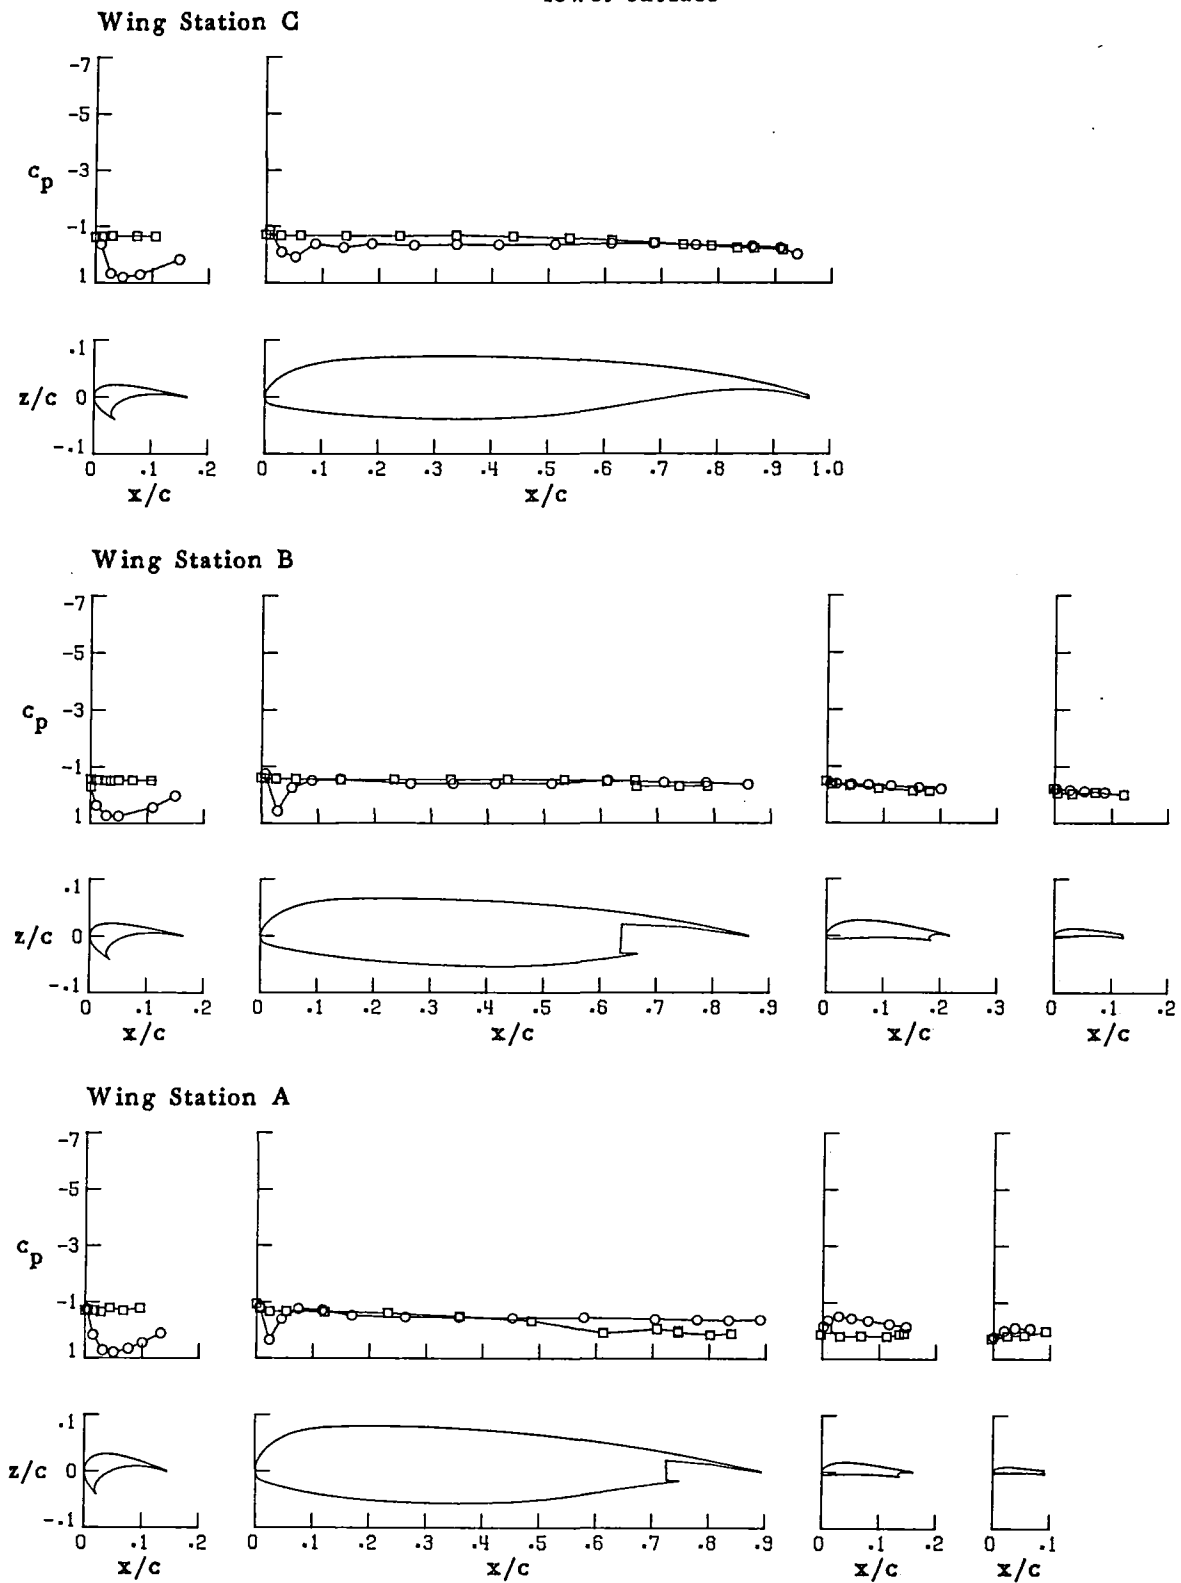 Wing Station C
-7
-5
-3
-1
1
c_p
.1
0
-.1
z/c
0 .1 .2
x/c
0 .1 .2 .3 .4 .5 .6 .7 .8 .9 1.0
x/c
Wing Station B
-7
-5
-3
-1
1
c_p
.1
0
-.1
z/c
0 .1 .2
x/c
0 .1 .2 .3 .4 .5 .6 .7 .8 .9
x/c
0 .1 .2 .3
x/c
0 .1 .2
x/c
Wing Station A
-7
-5
-3
-1
1
c_p
.1
0
-.1
z/c
0 .1 .2
x/c
0 .1 .2 .3 .4 .5 .6 .7 .8 .9
x/c
0 .1 .2
x/c
0 .1
x/c